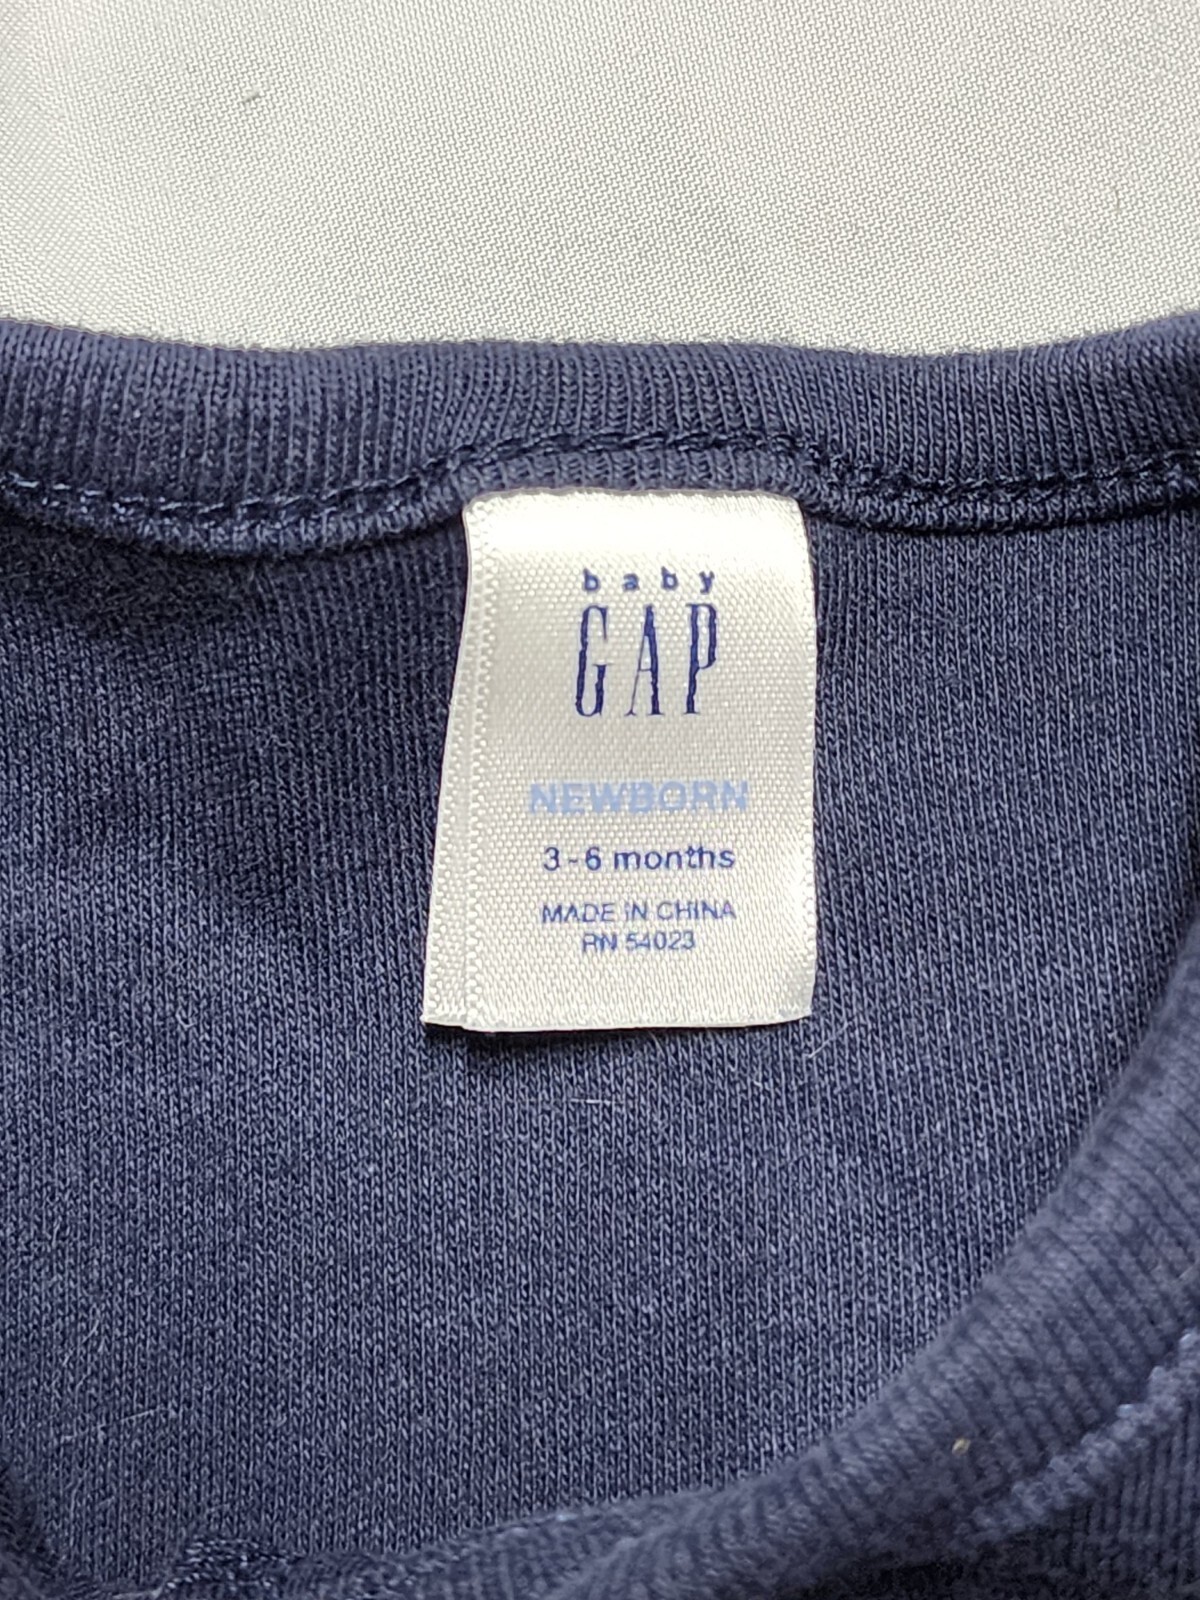 baby
GAP
NEWBORN
3-6 months
MADE IN CHINA
RN 54023